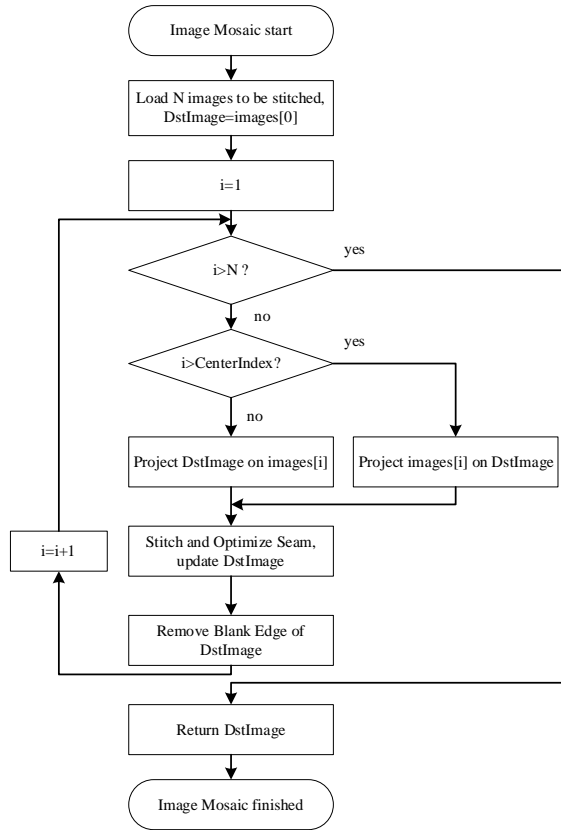 Image Mosaic start
Load N images to be stitched,
DstImage=images[0]
i=1
i>N ?
yes
no
i>CenterIndex?
yes
no
Project DstImage on images[i]
Project images[i] on DstImage
Stitch and Optimize Seam,
update DstImage
i=i+1
Remove Blank Edge of
DstImage
Return DstImage
Image Mosaic finished